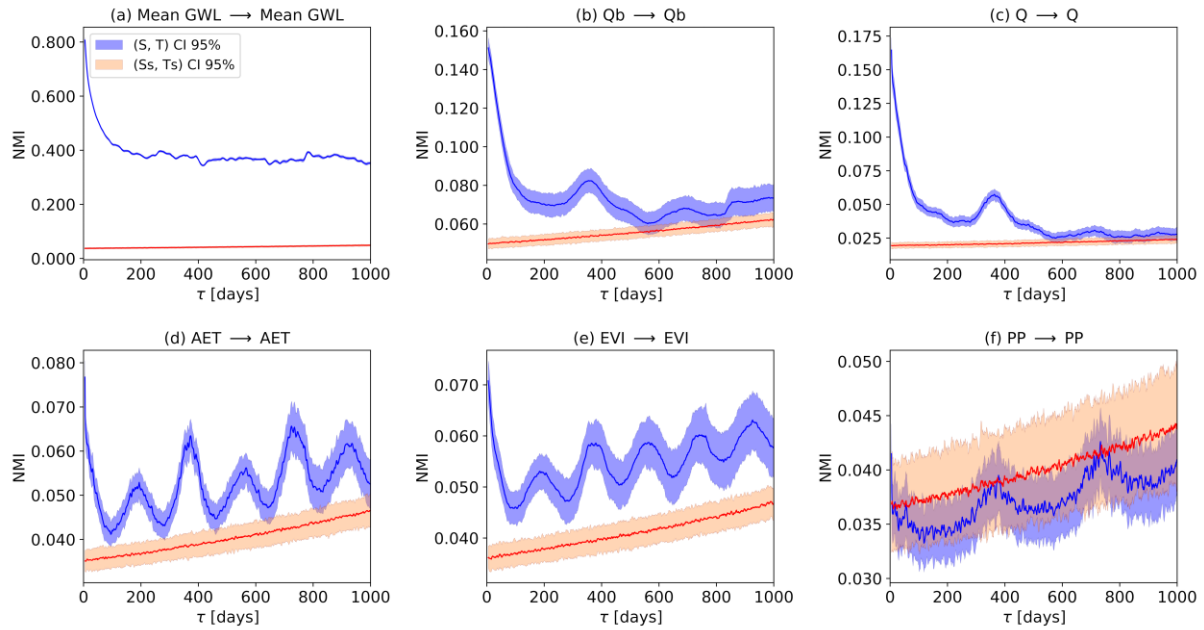 (a) Mean GWL → Mean GWL
0.800
0.600
0.400
0.200
0.000
NMI
(S, T) CI 95%
(Ss, Ts) CI 95%
0 200 400 600 800 1000
τ [days]
(b) Qb → Qb
0.160
0.140
0.120
0.100
0.080
0.060
NMI
0 200 400 600 800 1000
τ [days]
(c) Q → Q
0.175
0.150
0.125
0.100
0.075
0.050
0.025
NMI
0 200 400 600 800 1000
τ [days]
(d) AET → AET
0.080
0.070
0.060
0.050
0.040
NMI
0 200 400 600 800 1000
τ [days]
(e) EVI → EVI
0.070
0.060
0.050
0.040
NMI
0 200 400 600 800 1000
τ [days]
(f) PP → PP
0.050
0.045
0.040
0.035
0.030
NMI
0 200 400 600 800 1000
τ [days]